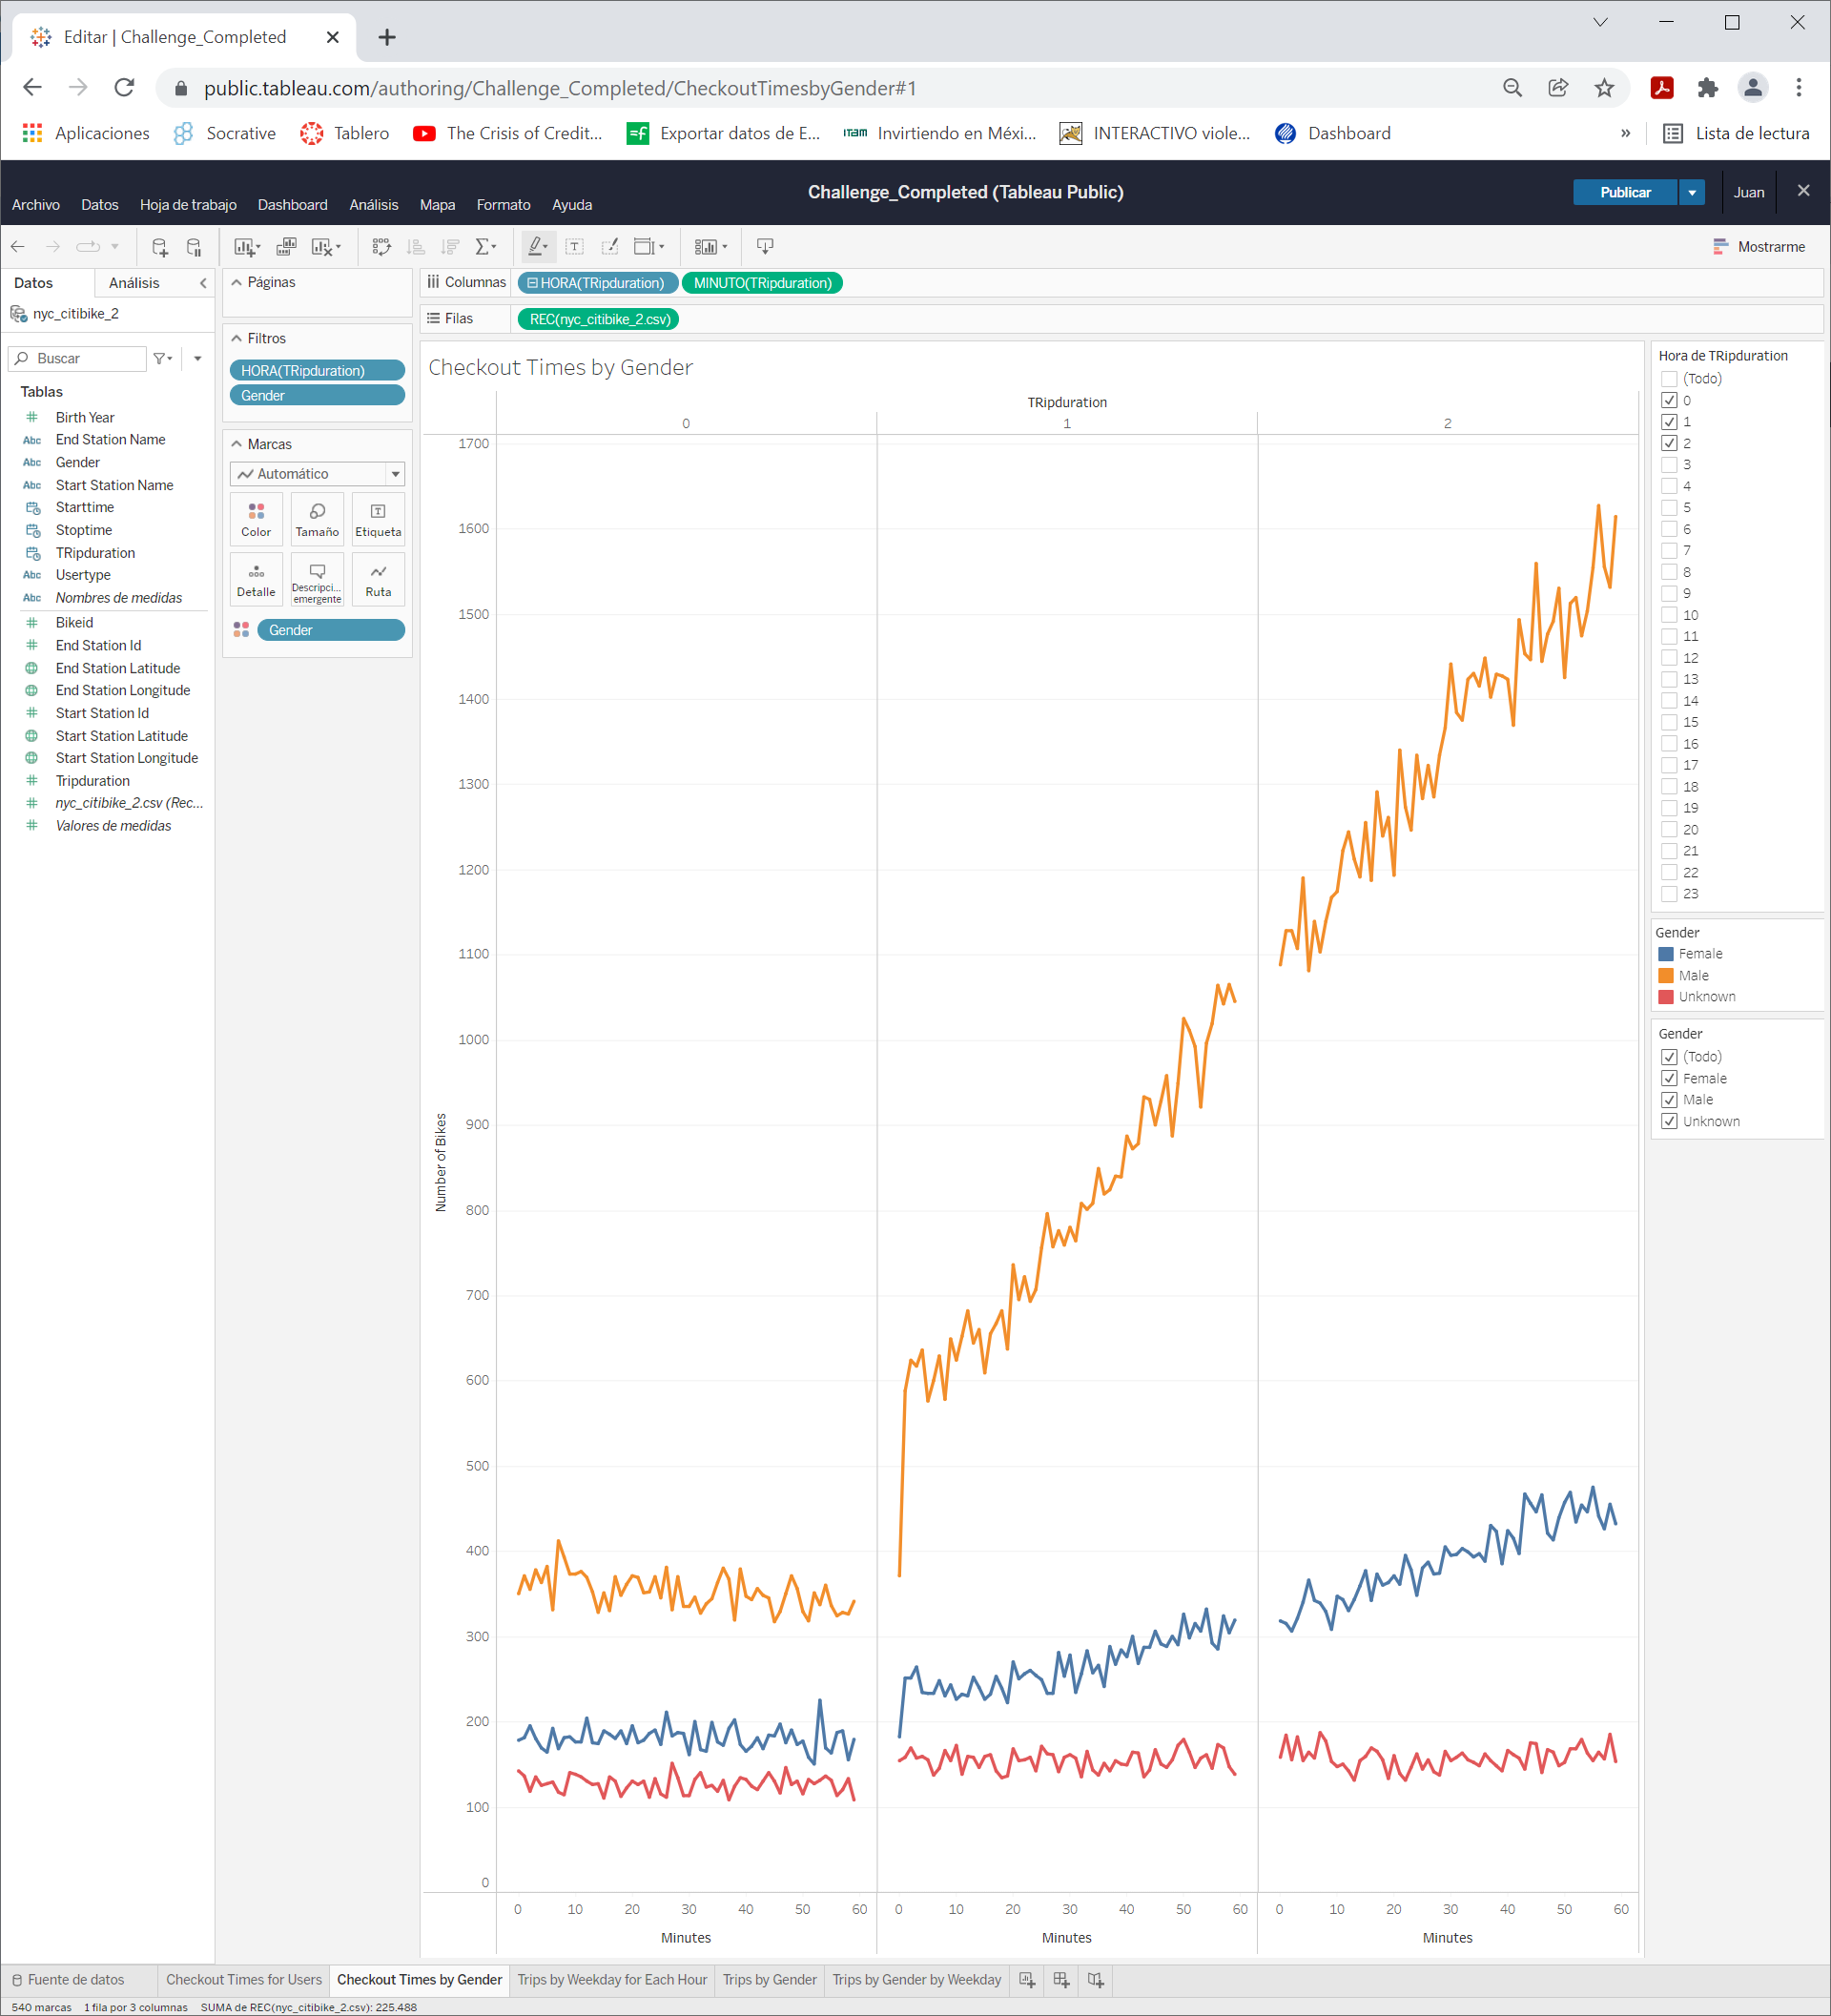 Editar | Challenge_Completed
public.tableau.com/authoring/Challenge_Completed/CheckoutTimesbyGender#1
Aplicaciones Socrative Tablero The Crisis of Credit... Exportar datos de E... ITAM Invirtiendo en Méxi... INTERACTIVO viole... Dashboard » Lista de lectura
Challenge_Completed (Tableau Public)
Publicar Juan
Archivo Datos Hoja de trabajo Dashboard Análisis Mapa Formato Ayuda
Mostrarme
Datos Análisis
nyc_citibike_2
Buscar
Tablas
Birth Year
Abc End Station Name
Abc Gender
Abc Start Station Name
Starttime
Stoptime
TRipduration
Abc Usertype
Abc Nombres de medidas
Bikeid
End Station Id
End Station Latitude
End Station Longitude
Start Station Id
Start Station Latitude
Start Station Longitude
Tripduration
nyc_citibike_2.csv (Rec...
Valores de medidas
Páginas
Filtros
HORA(TRipduration)
Gender
Marcas
Automático
Color Tamaño Etiqueta
Detalle Descripci... emergente Ruta
Gender
Columnas HORA(TRipduration) MINUTO(TRipduration)
Filas REC(nyc_citibike_2.csv)
Checkout Times by Gender
TRipduration
0 1 2
1700
1600
1500
1400
1300
1200
1100
1000
900
800
700
600
500
400
300
200
100
0
Number of Bikes
0 10 20 30 40 50 60 0 10 20 30 40 50 60 0 10 20 30 40 50 60
Minutes Minutes Minutes
Hora de TRipduration
(Todo)
0
1
2
3
4
5
6
7
8
9
10
11
12
13
14
15
16
17
18
19
20
21
22
23
Gender
Female
Male
Unknown
Gender
(Todo)
Female
Male
Unknown
Fuente de datos Checkout Times for Users Checkout Times by Gender Trips by Weekday for Each Hour Trips by Gender Trips by Gender by Weekday
540 marcas 1 fila por 3 columnas SUMA de REC(nyc_citibike_2.csv): 225.488